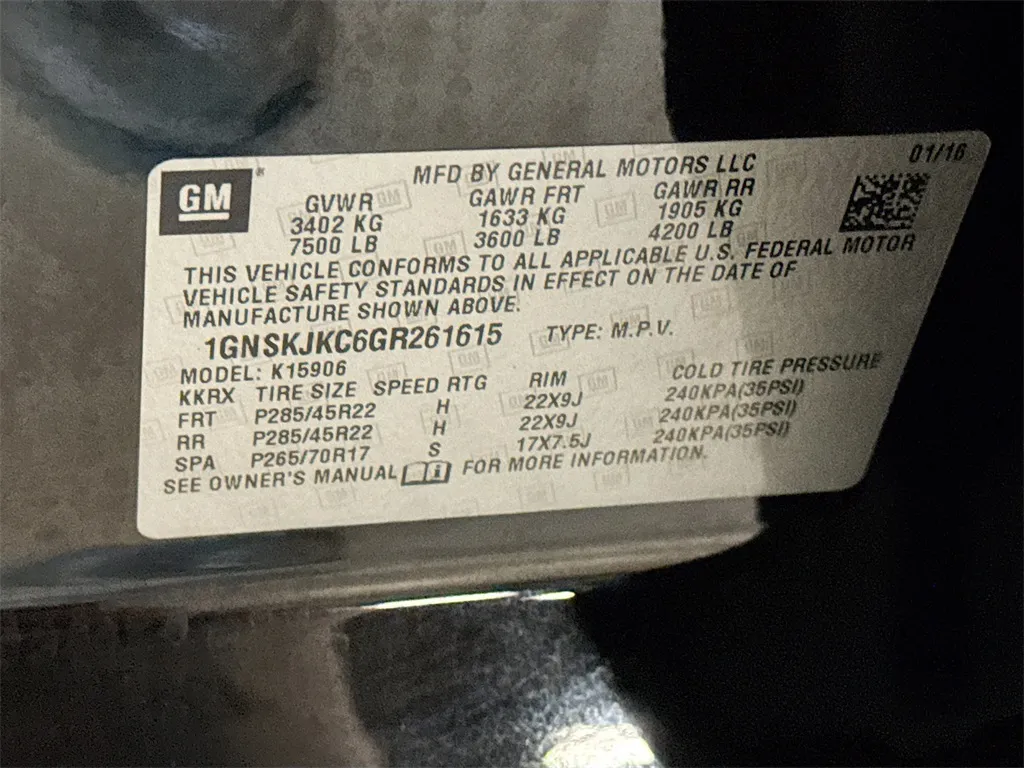 GM
MFD BY GENERAL MOTORS LLC
01/16
GVWR GAWR FRT GAWR RR
3402 KG 1633 KG 1905 KG
7500 LB 3600 LB 4200 LB
THIS VEHICLE CONFORMS TO ALL APPLICABLE U.S. FEDERAL MOTOR
VEHICLE SAFETY STANDARDS IN EFFECT ON THE DATE OF
MANUFACTURE SHOWN ABOVE.
1GNSKJKC6GR261615 TYPE: M.P.V.
MODEL: K15906
KKRX TIRE SIZE SPEED RTG RIM COLD TIRE PRESSURE
FRT P285/45R22 H 22X9J 240KPA(35PSI)
RR P285/45R22 H 22X9J 240KPA(35PSI)
SPA P265/70R17 S 17X7.5J 240KPA(35PSI)
SEE OWNER'S MANUAL FOR MORE INFORMATION.